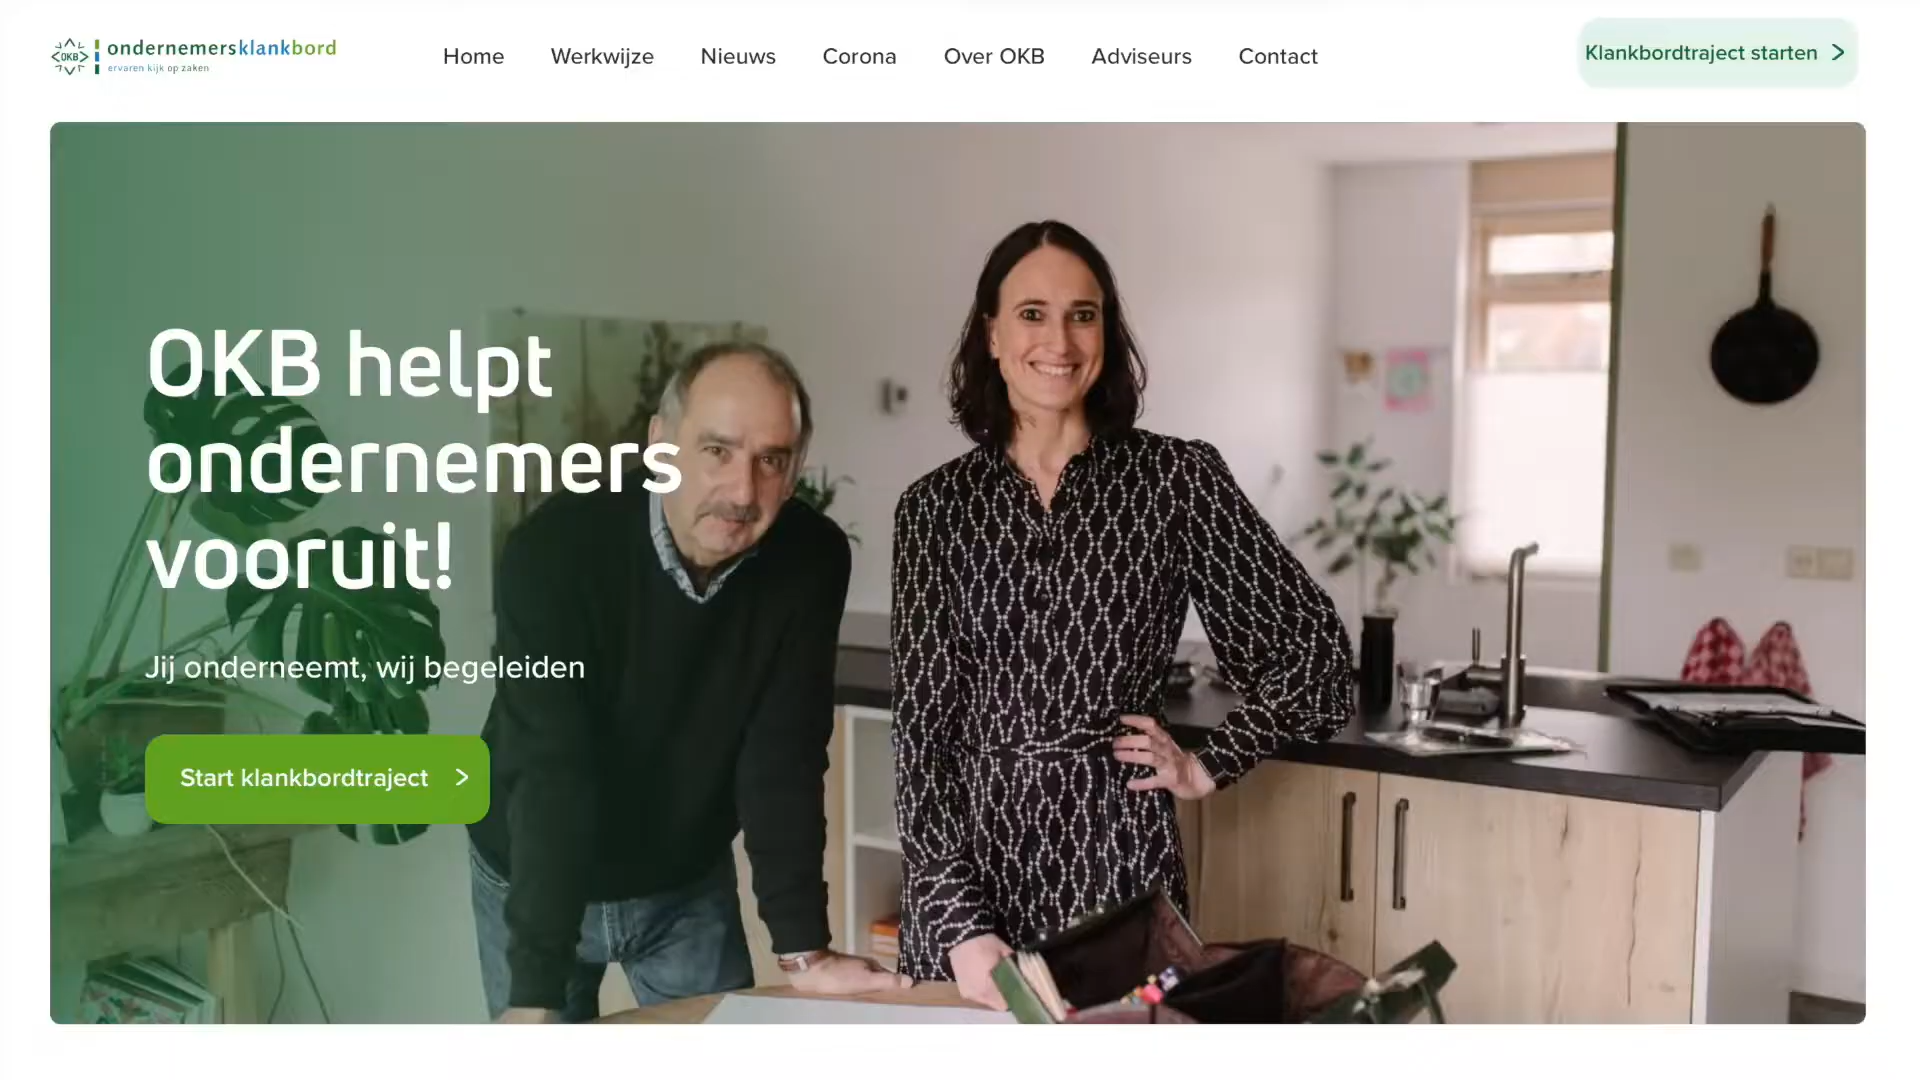 OKB
ondernemersklankbord
ervaren kijk op zaken
Home
Werkwijze
Nieuws
Corona
Over OKB
Adviseurs
Contact
Klankbordtraject starten
OKB helpt
ondernemers
vooruit!
Jij onderneemt, wij begeleiden
Start klankbordtraject